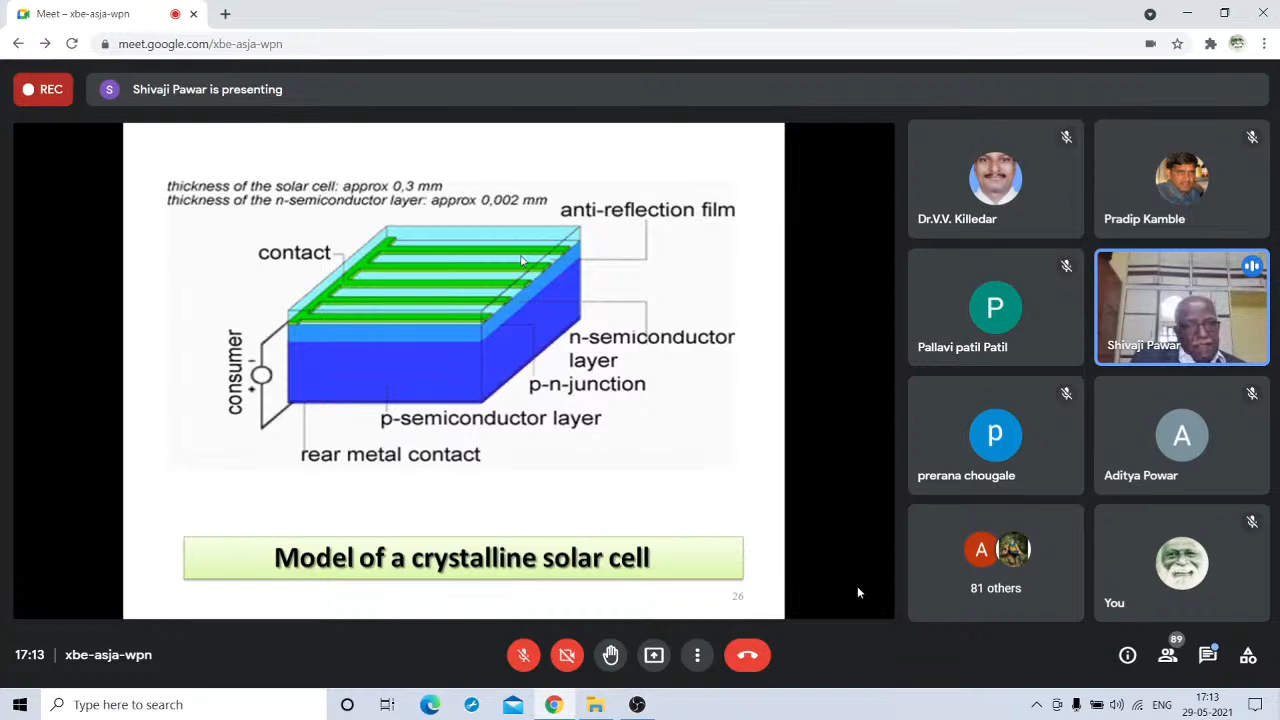 Meet – xbe-asja-wpn
meet.google.com/xbe-asja-wpn
REC
S
Shivaji Pawar is presenting
thickness of the solar cell: approx 0,3 mm
thickness of the n-semiconductor layer: approx 0,002 mm
anti-reflection film
contact
consumer
-
+
n-semiconductor
layer
p-n-junction
p-semiconductor layer
rear metal contact
Model of a crystalline solar cell
26
Dr.V.V. Killedar
Pradip Kamble
P
Pallavi patil Patil
Shivaji Pawar
p
prerana chougale
A
Aditya Powar
A
81 others
You
17:13
xbe-asja-wpn
89
Type here to search
ENG
17:13
29-05-2021